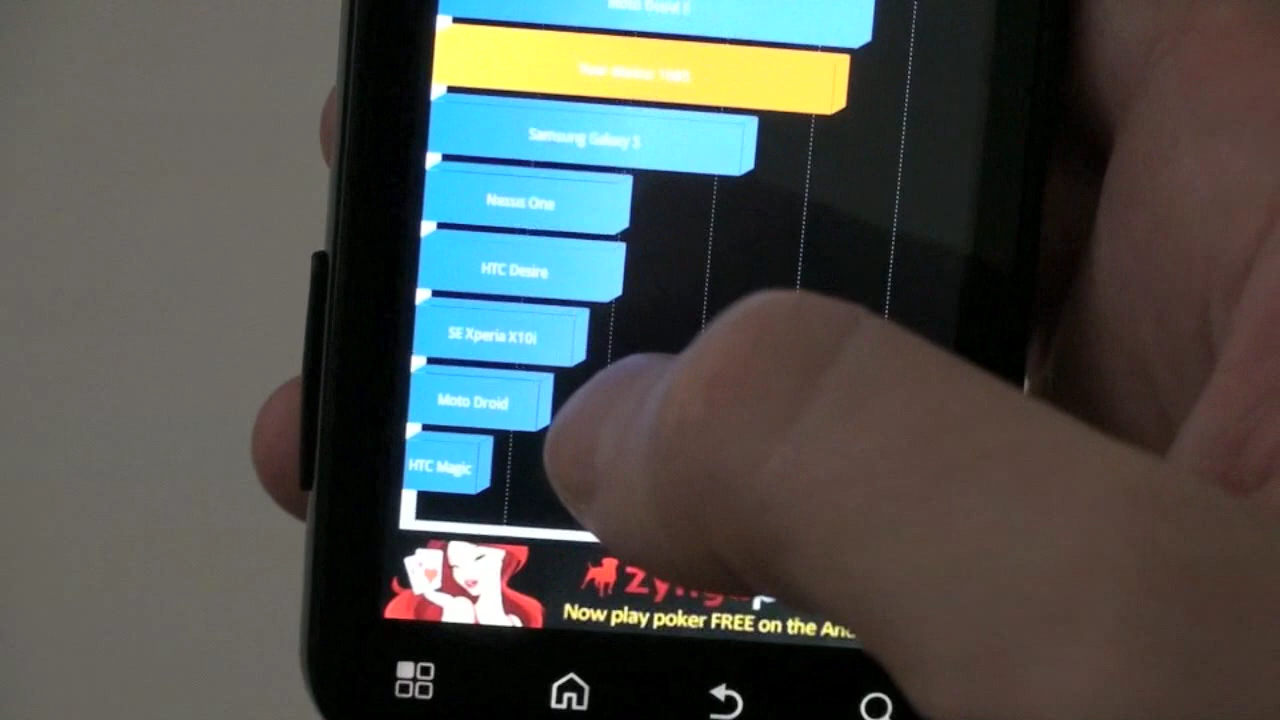 Samsung Galaxy S
Nexus One
HTC Desire
SE Xperia X10i
Moto Droid
HTC Magic
Zynga
Now play poker FREE on the